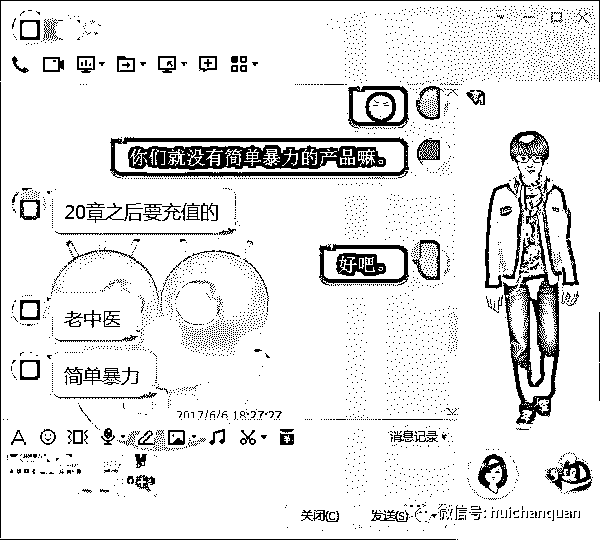 你们就没有简单暴力的产品嘛。
20章之后要充值的
好吧。
老中医
简单暴力
2017/6/6 18:27:27
消息记录
关闭(C)
发送(S)
微信号: huichanquan